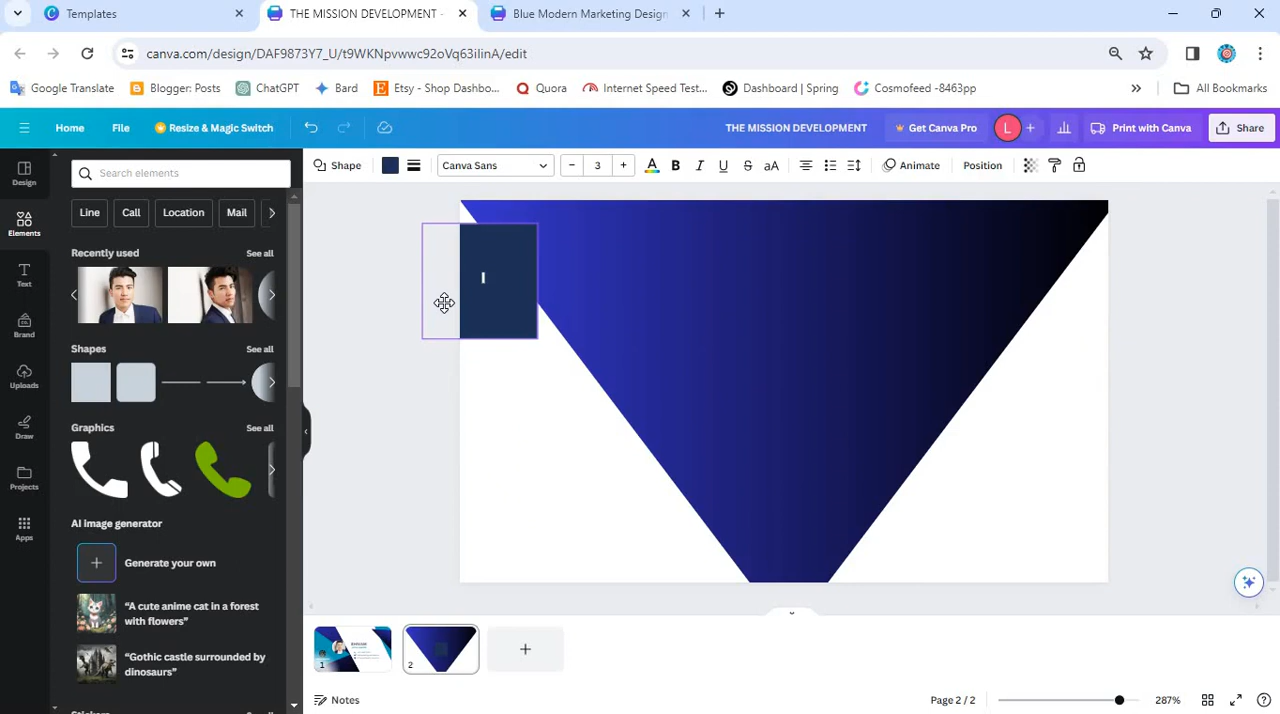 Templates
THE MISSION DEVELOPMENT -
Blue Modern Marketing Design
canva.com/design/DAF9873Y7_U/t9WKNpvwwc92oVq63iIinA/edit
Google Translate
Blogger: Posts
ChatGPT
Bard
Etsy - Shop Dashbo...
Quora
Internet Speed Test...
Dashboard | Spring
Cosmofeed -8463pp
All Bookmarks
Home
File
Resize & Magic Switch
THE MISSION DEVELOPMENT
Get Canva Pro
L
Print with Canva
Share
Design
Elements
Text
Brand
Uploads
Draw
Projects
Apps
Search elements
Line
Call
Location
Mail
Recently used
See all
Shapes
See all
Graphics
See all
AI image generator
Generate your own
“A cute anime cat in a forest
with flowers”
“Gothic castle surrounded by
dinosaurs”
Shape
Canva Sans
3
A
B
I
U
S
aA
Animate
Position
1
2
Notes
Page 2 / 2
287%